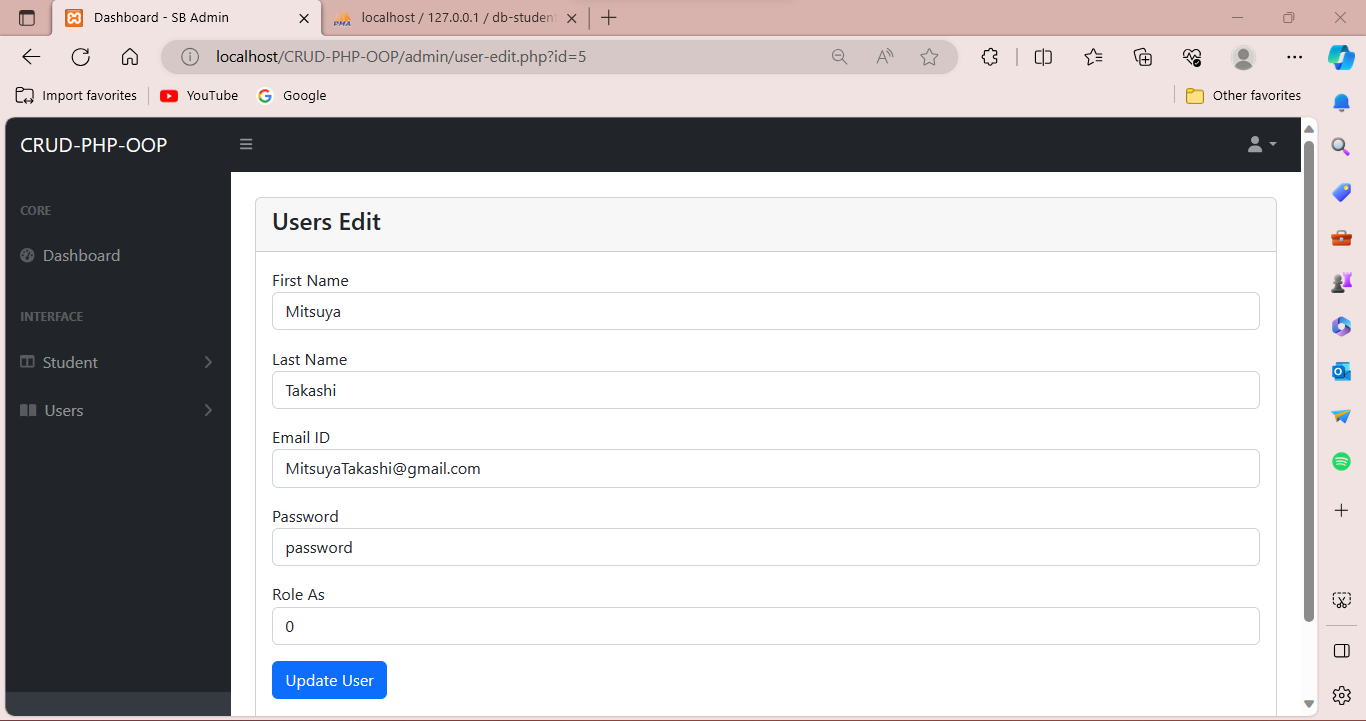 Dashboard - SB Admin
localhost / 127.0.0.1 / db-student
localhost/CRUD-PHP-OOP/admin/user-edit.php?id=5
Import favorites
YouTube
Google
Other favorites
CRUD-PHP-OOP
CORE
Dashboard
INTERFACE
Student
Users
Users Edit
First Name
Mitsuya
Last Name
Takashi
Email ID
MitsuyaTakashi@gmail.com
Password
password
Role As
0
Update User